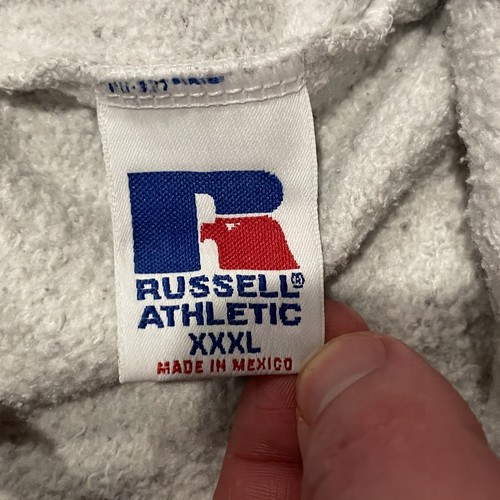 RUSSELL®
ATHLETIC
XXXL
MADE IN MEXICO